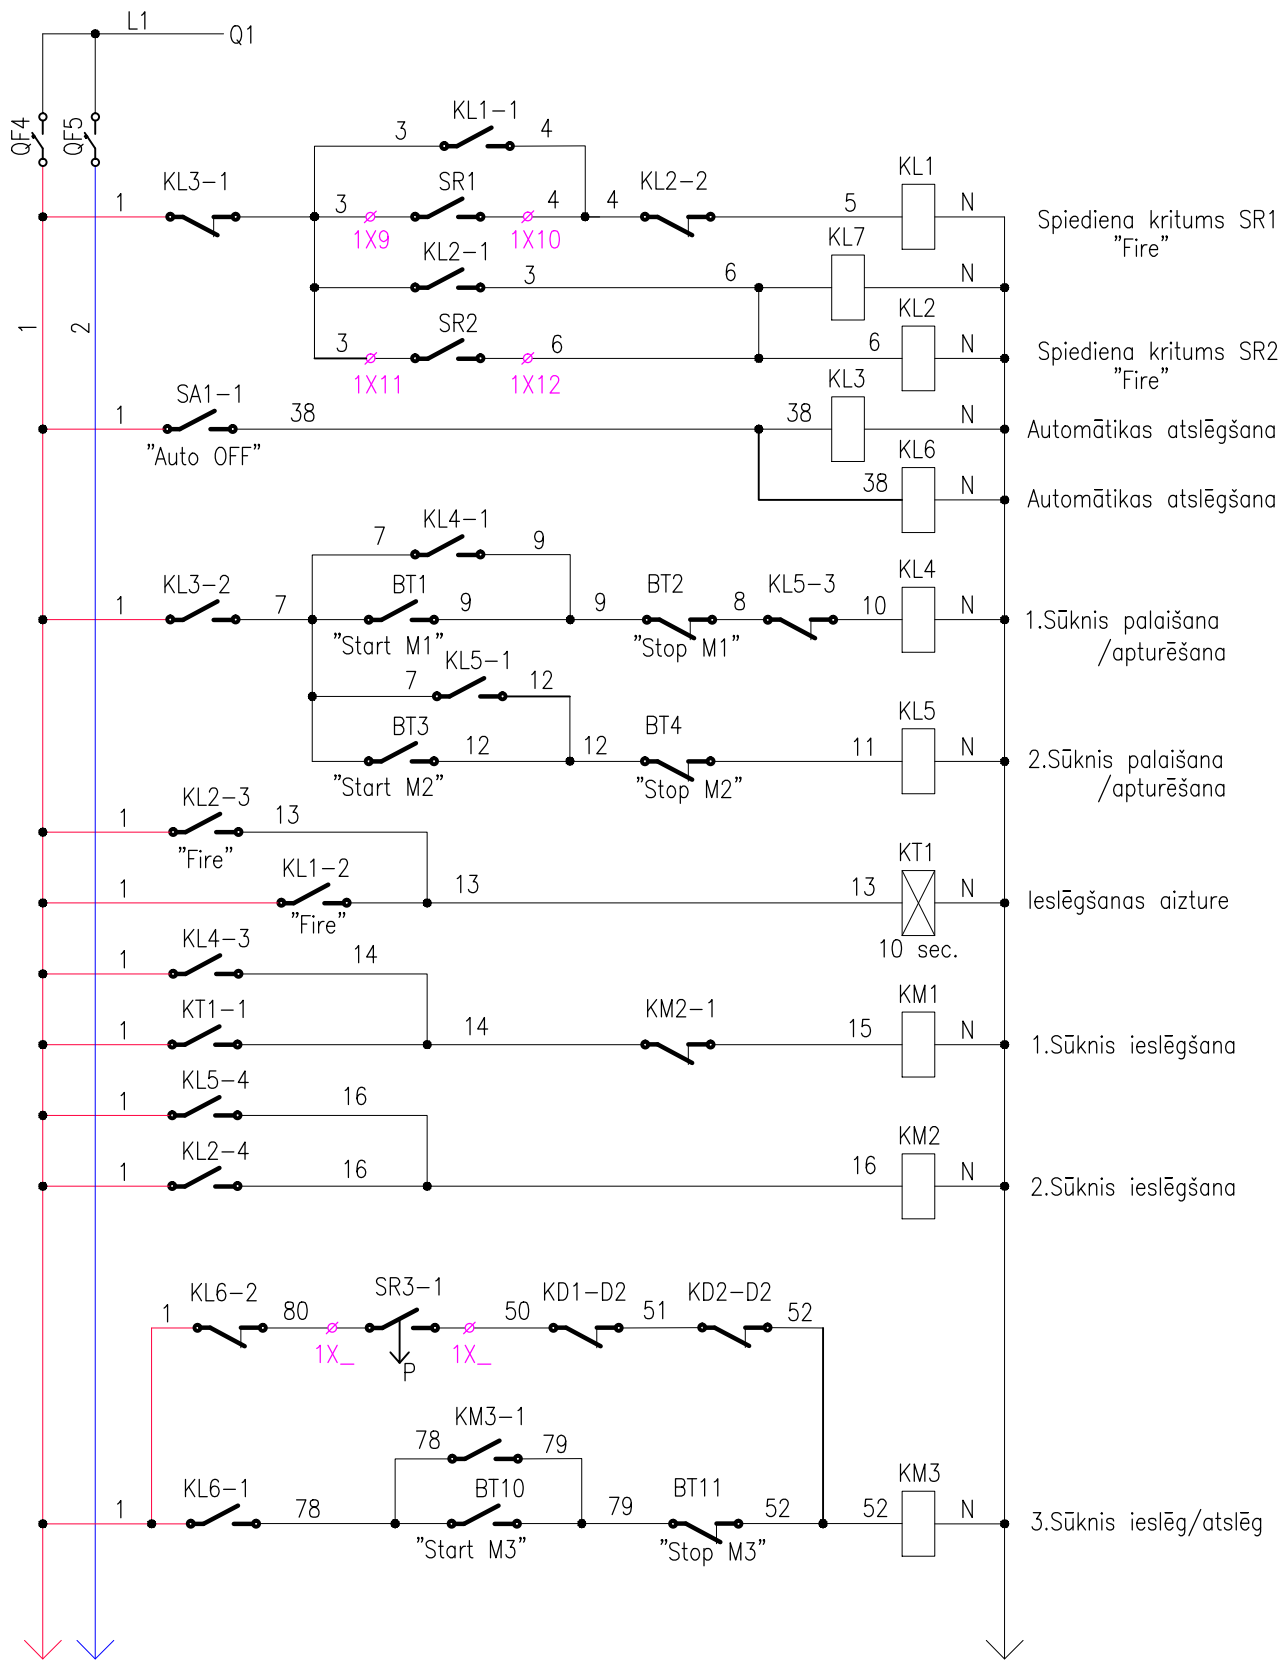 L1
Q1
QF4
QF5
KL1-1
3
4
KL3-1
SR1
KL2-2
KL1
1
3
4
4
5
N
1X9
1X10
Spiediena kritums SR1
"Fire"
KL2-1
KL7
3
6
N
1
2
SR2
KL2
3
6
6
N
1X11
1X12
Spiediena kritums SR2
"Fire"
SA1-1
KL3
1
38
38
N
"Auto OFF"
Automātikas atslēgšana
KL6
38
N
Automātikas atslēgšana
KL4-1
7
9
KL3-2
BT1
BT2
KL5-3
KL4
1
7
9
9
8
10
N
"Start M1"
"Stop M1"
1.Sūknis palaišana
/apturēšana
KL5-1
7
12
BT3
BT4
KL5
12
12
11
N
"Start M2"
"Stop M2"
2.Sūknis palaišana
/apturēšana
KL2-3
1
13
"Fire"
KL1-2
KT1
1
13
13
N
"Fire"
10 sec.
Ieslēgšanas aizture
KL4-3
1
14
KT1-1
KM2-1
KM1
1
14
15
N
1.Sūknis ieslēgšana
KL5-4
1
16
KL2-4
KM2
1
16
16
N
2.Sūknis ieslēgšana
KL6-2
SR3-1
KD1-D2
KD2-D2
1
80
50
51
52
1X_
1X_
P
KM3-1
78
79
KL6-1
BT10
BT11
KM3
1
78
79
52
52
N
"Start M3"
"Stop M3"
3.Sūknis ieslēg/atslēg